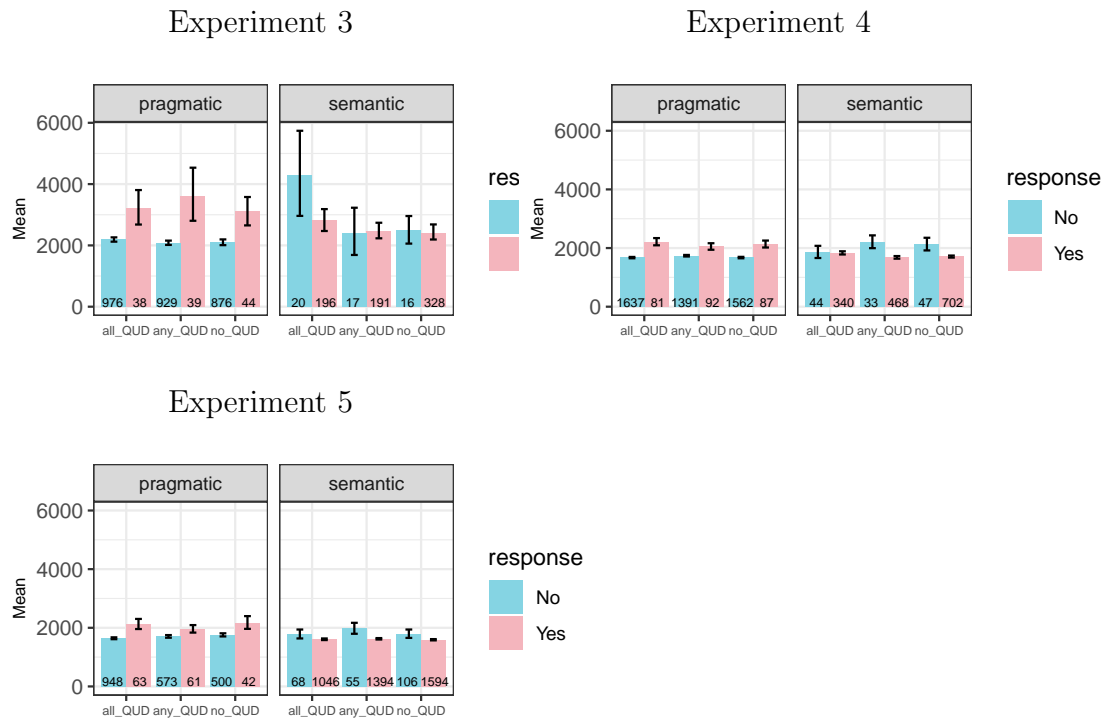 Experiment 3
pragmatic semantic
6000
4000
2000
0
Mean
976 38 929 39 876 44 20 196 17 191 16 328
all_QUD any_QUD no_QUD all_QUD any_QUD no_QUD
res
Experiment 4
pragmatic semantic
6000
4000
2000
0
Mean
1637 81 1391 92 1562 87 44 340 33 468 47 702
all_QUD any_QUD no_QUD all_QUD any_QUD no_QUD
response
No
Yes
Experiment 5
pragmatic semantic
6000
4000
2000
0
Mean
948 63 573 61 500 42 68 1046 55 1394 106 1594
all_QUD any_QUD no_QUD all_QUD any_QUD no_QUD
response
No
Yes